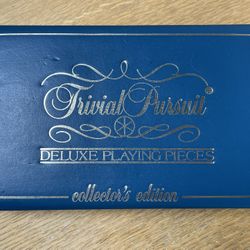 Trivial Pursuit®
DELUXE PLAYING PIECES
collector's edition